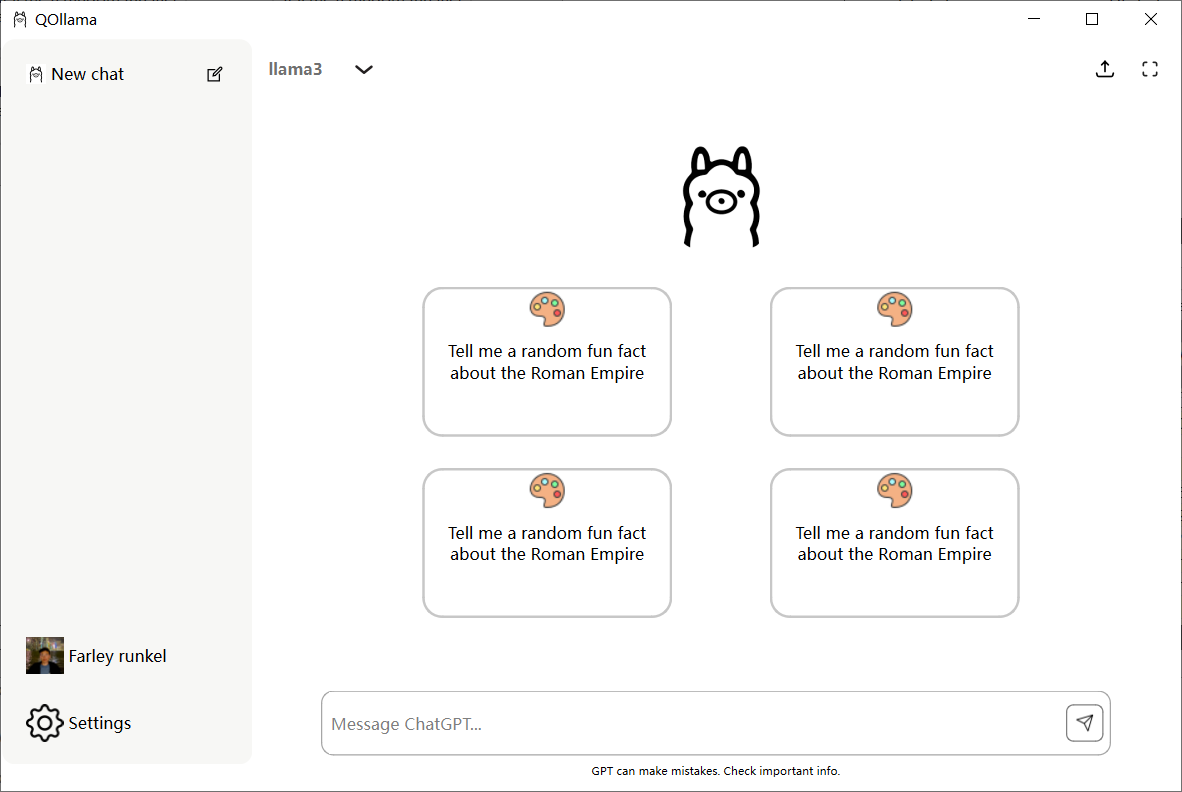 QOllama
New chat
llama3
Tell me a random fun fact
about the Roman Empire
Tell me a random fun fact
about the Roman Empire
Tell me a random fun fact
about the Roman Empire
Tell me a random fun fact
about the Roman Empire
Farley runkel
Settings
Message ChatGPT...
GPT can make mistakes. Check important info.